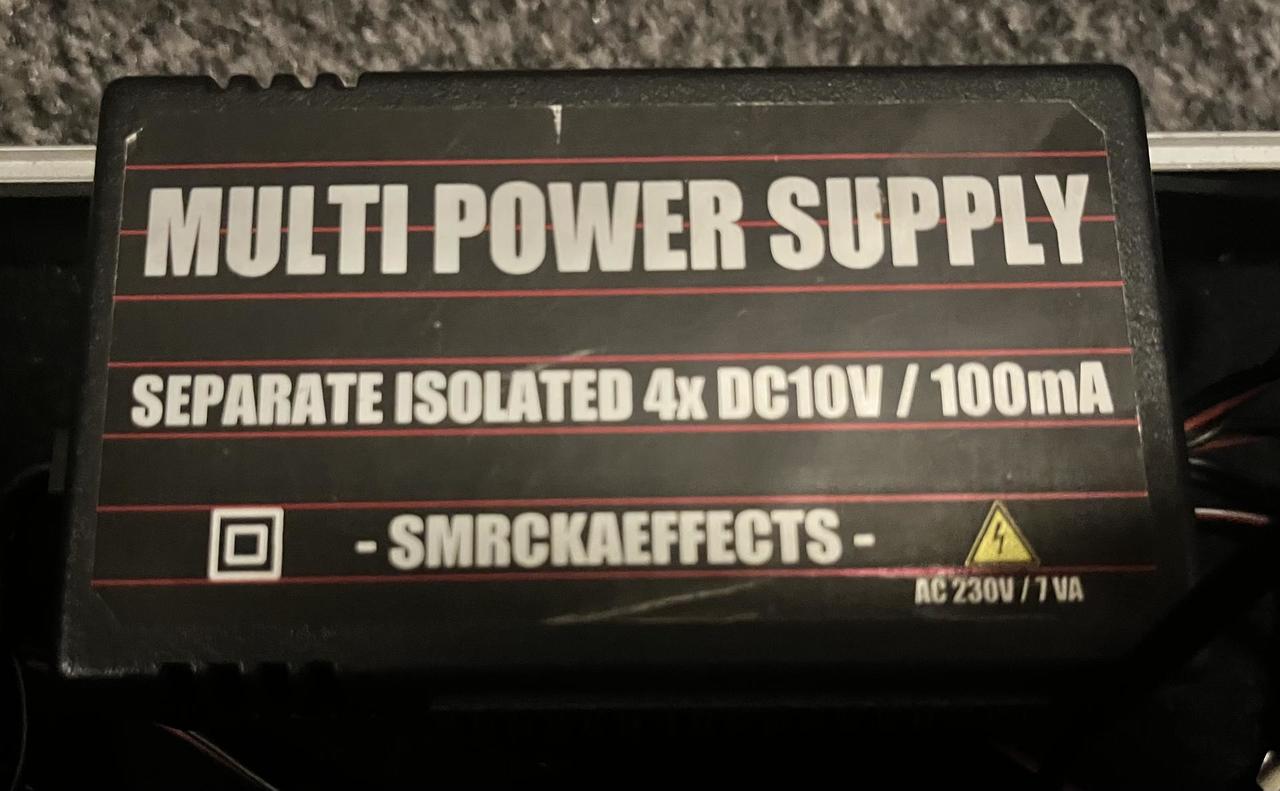 MULTI POWER SUPPLY
SEPARATE ISOLATED 4x DC10V / 100mA
- SMRCKAEFFECTS -
AC 230V / 7 VA